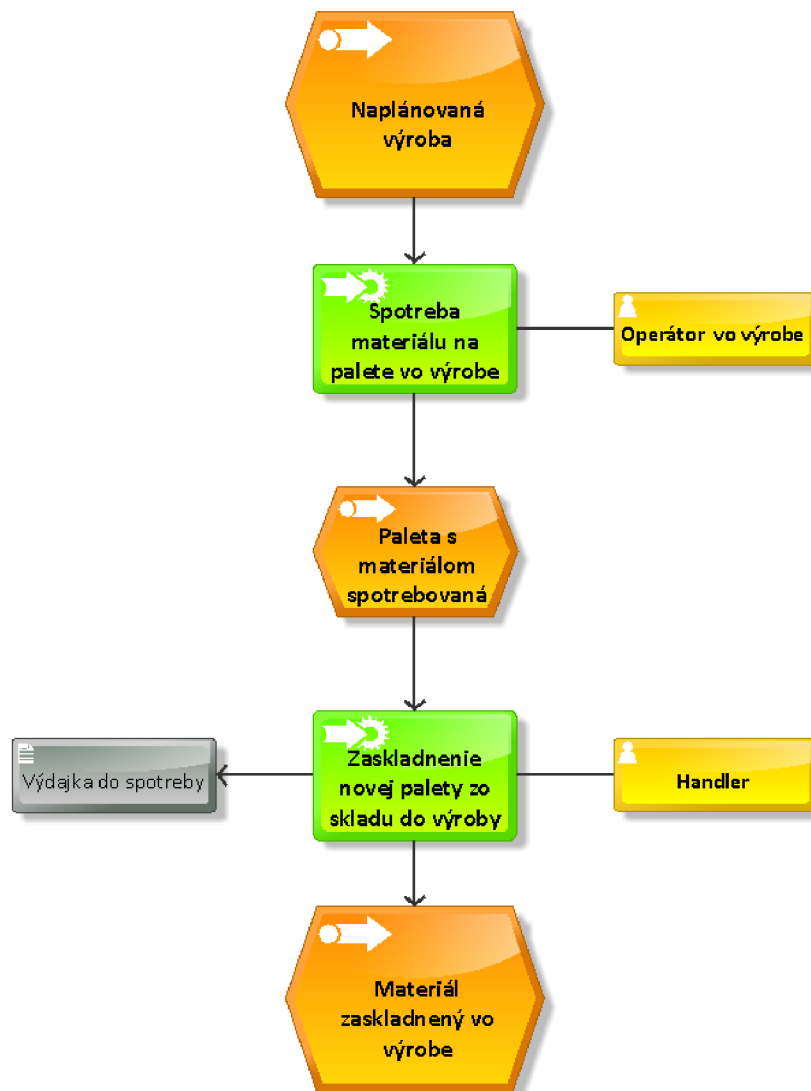 Naplánovaná
výroba
Spotreba
materiálu na
palete vo výrobe
Operátor vo výrobe
Paleta s
materiálom
spotrebovaná
Výdajka do spotreby
Zaskladnenie
novej palety zo
skladu do výroby
Handler
Materiál
zaskladnený vo
výrobe